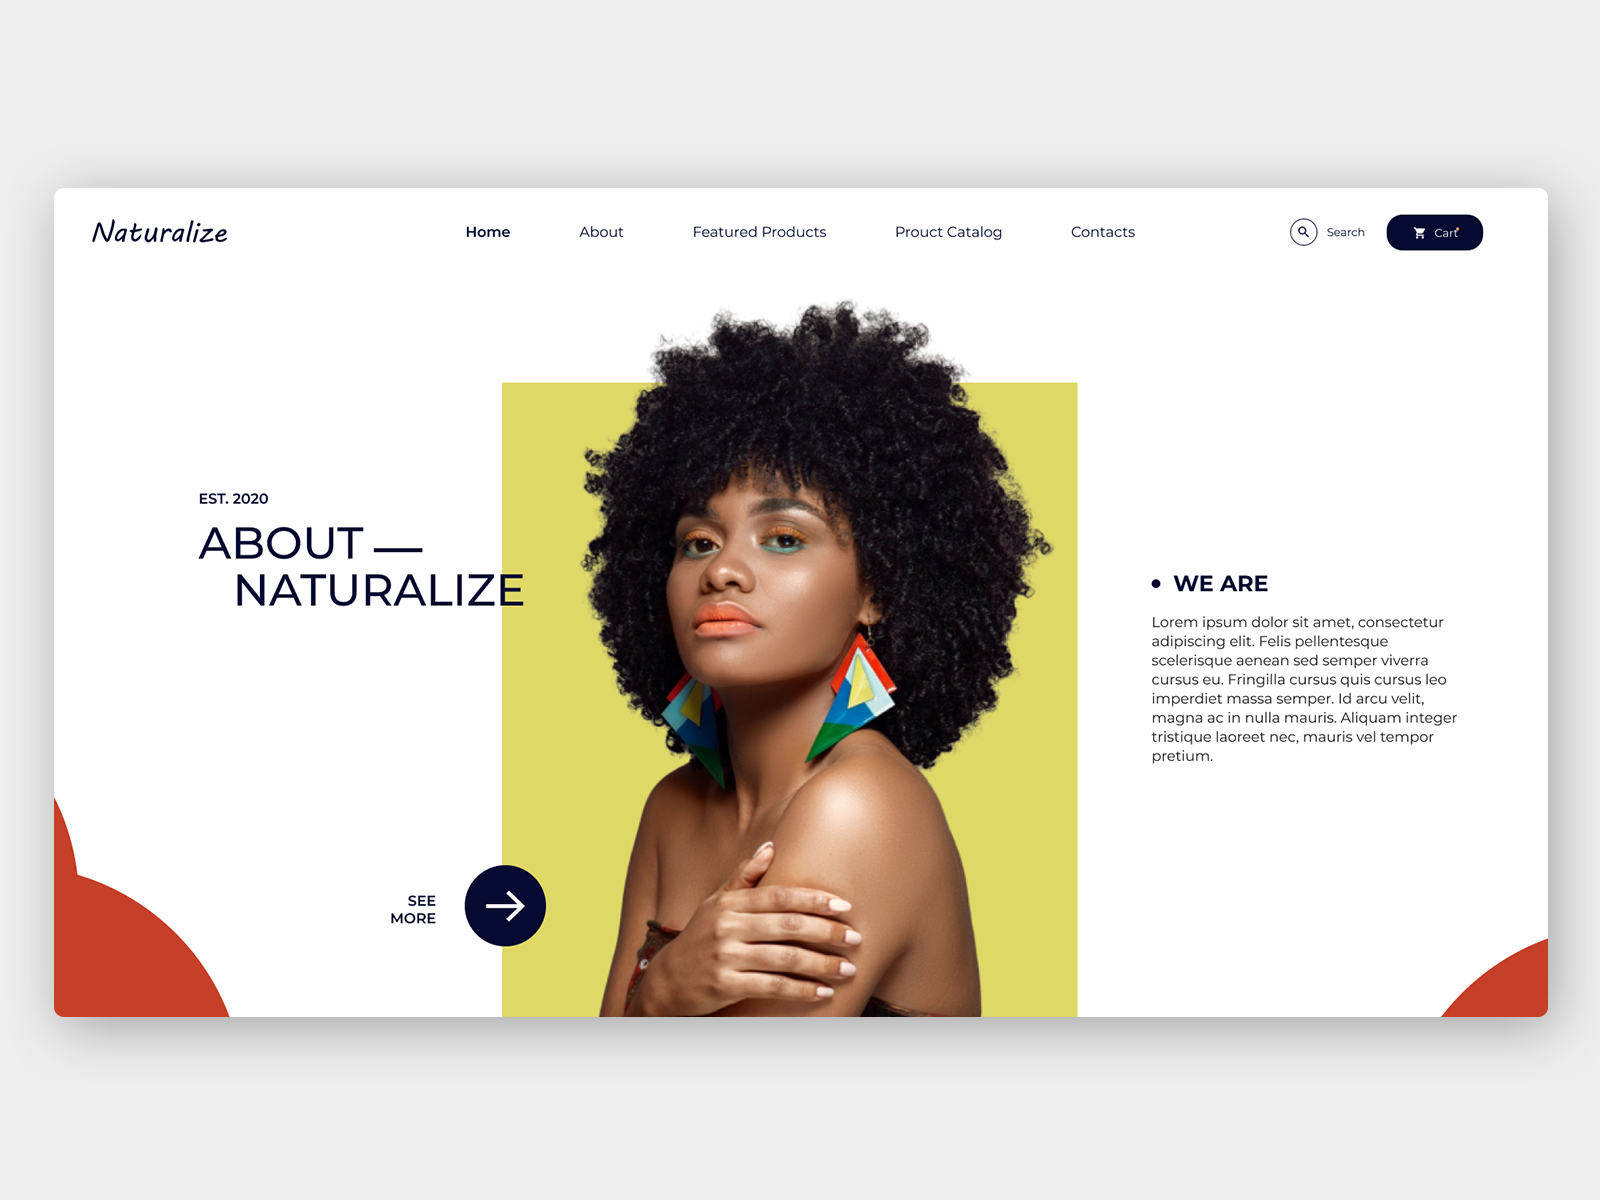 Naturalize
Home
About
Featured Products
Prouct Catalog
Contacts
Search
Cart
EST. 2020
ABOUT —
NATURALIZE
WE ARE
Lorem ipsum dolor sit amet, consectetur
adipiscing elit. Felis pellentesque
scelerisque aenean sed semper viverra
cursus eu. Fringilla cursus quis cursus leo
imperdiet massa semper. Id arcu velit,
magna ac in nulla mauris. Aliquam integer
tristique laoreet nec, mauris vel tempor
pretium.
SEE
MORE